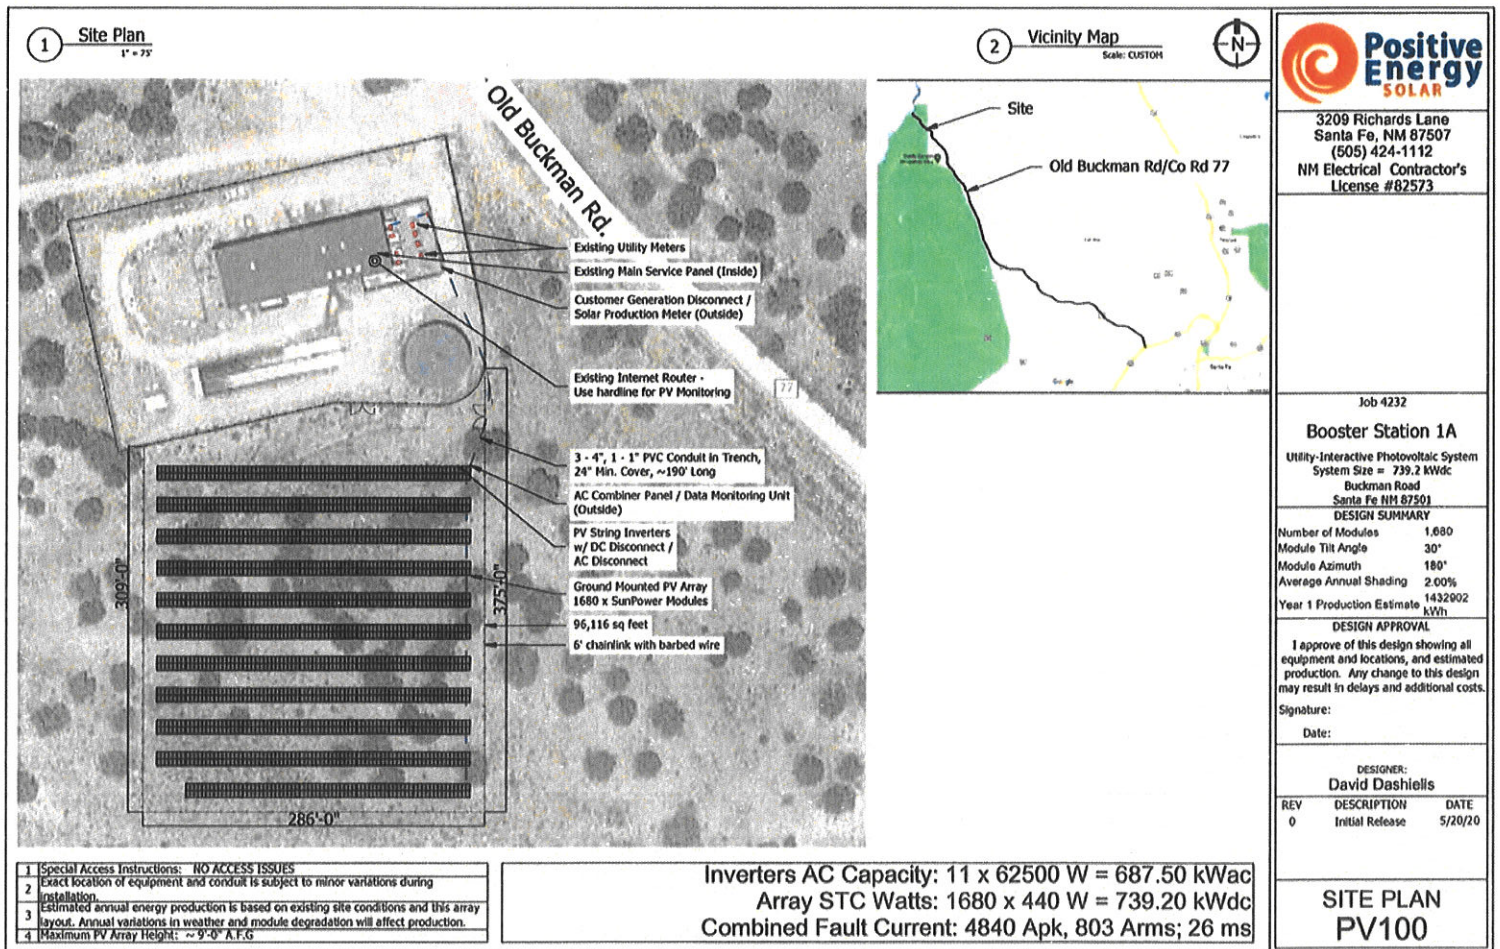 1
Site Plan
1" = 75'
2
Vicinity Map
Scale: CUSTOM
N
Old Buckman Rd.
77
Existing Utility Meters
Existing Main Service Panel (Inside)
Customer Generation Disconnect /
Solar Production Meter (Outside)
Existing Internet Router -
Use hardline for PV Monitoring
3 - 4", 1 - 1" PVC Conduit in Trench,
24" Min. Cover, ~190' Long
AC Combiner Panel / Data Monitoring Unit
(Outside)
PV String Inverters
w/ DC Disconnect /
AC Disconnect
Ground Mounted PV Array
1680 x SunPower Modules
96,116 sq feet
6' chainlink with barbed wire
309'-0"
375'-0"
286'-0"
Site
Old Buckman Rd/Co Rd 77
Santa Fe
Google
Positive
Energy
SOLAR
3209 Richards Lane
Santa Fe, NM 87507
(505) 424-1112
NM Electrical Contractor's
License #82573
Job 4232
Booster Station 1A
Utility-Interactive Photovoltaic System
System Size = 739.2 kWdc
Buckman Road
Santa Fe NM 87501
DESIGN SUMMARY
Number of Modules 1,680
Module Tilt Angle 30°
Module Azimuth 180°
Average Annual Shading 2.00%
Year 1 Production Estimate 1432902
kWh
DESIGN APPROVAL
I approve of this design showing all
equipment and locations, and estimated
production. Any change to this design
may result in delays and additional costs.
Signature:
Date:
DESIGNER:
David Dashiells
REV DESCRIPTION DATE
0 Initial Release 5/20/20
SITE PLAN
PV100
1 Special Access Instructions: NO ACCESS ISSUES
2 Exact location of equipment and conduit is subject to minor variations during
installation.
3 Estimated annual energy production is based on existing site conditions and this array
layout. Annual variations in weather and module degradation will affect production.
4 Maximum PV Array Height: ~ 9'-0" A.F.G
Inverters AC Capacity: 11 x 62500 W = 687.50 kWac
Array STC Watts: 1680 x 440 W = 739.20 kWdc
Combined Fault Current: 4840 Apk, 803 Arms; 26 ms